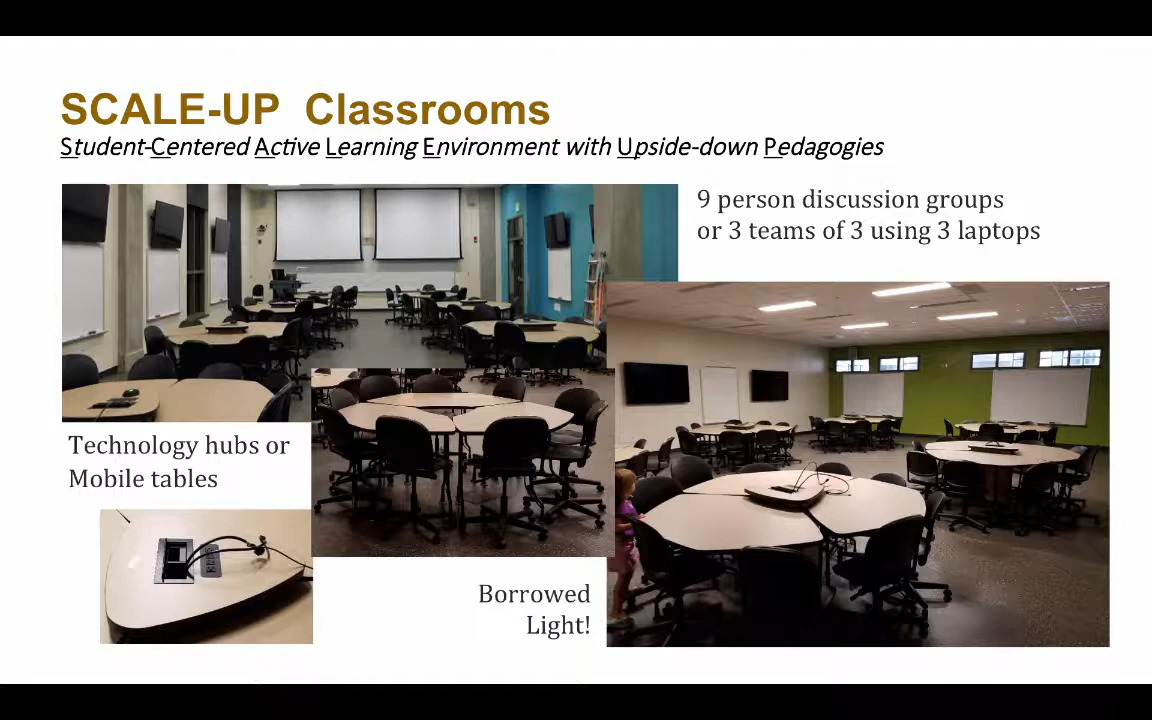 SCALE-UP Classrooms
Student-Centered Active Learning Environment with Upside-down Pedagogies
9 person discussion groups
or 3 teams of 3 using 3 laptops
Technology hubs or
Mobile tables
Borrowed
Light!